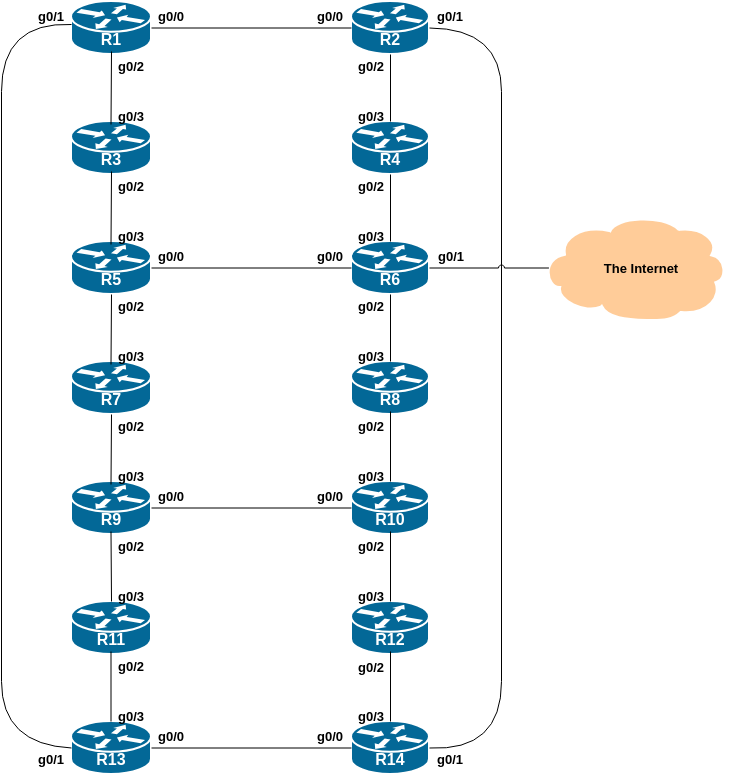 g0/1 g0/0 g0/0 g0/1
R1 R2
g0/2 g0/2
g0/3 g0/3
R3 R4
g0/2 g0/2
g0/3 g0/3
g0/0 g0/0 g0/1
R5 R6 The Internet
g0/2 g0/2
g0/3 g0/3
R7 R8
g0/2 g0/2
g0/3 g0/3
g0/0 g0/0
R9 R10
g0/2 g0/2
g0/3 g0/3
R11 R12
g0/2 g0/2
g0/3 g0/3
g0/0 g0/0
g0/1 R13 R14 g0/1